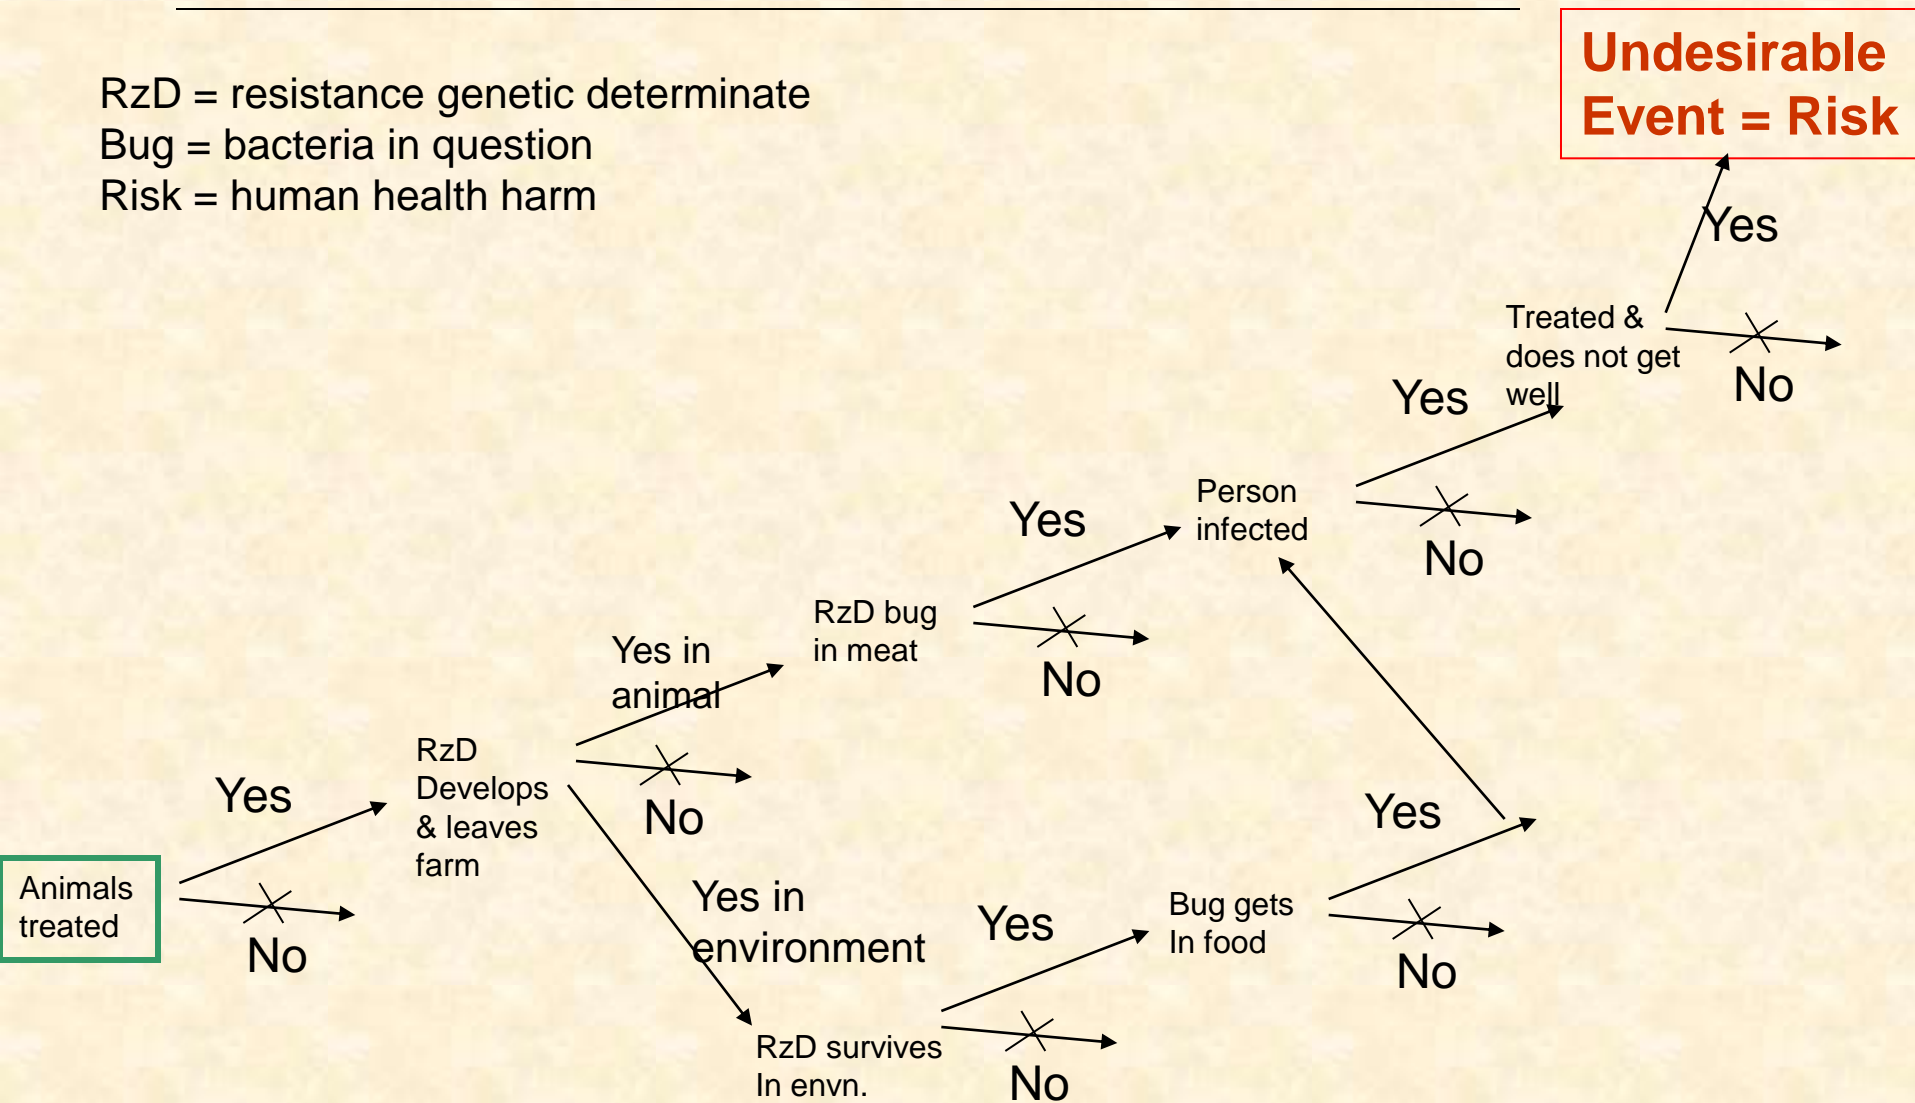 Undesirable
Event = Risk
RzD = resistance genetic determinate
Bug = bacteria in question
Risk = human health harm
Yes
Treated &
does not get
well
No
Yes
Person
infected
No
Yes
RzD bug
in meat
No
Yes in
animal
RzD
Develops
& leaves
farm
No
Yes
Animals
treated
No
Yes in
environment
Yes
Bug gets
In food
Yes
No
RzD survives
In envn.
No